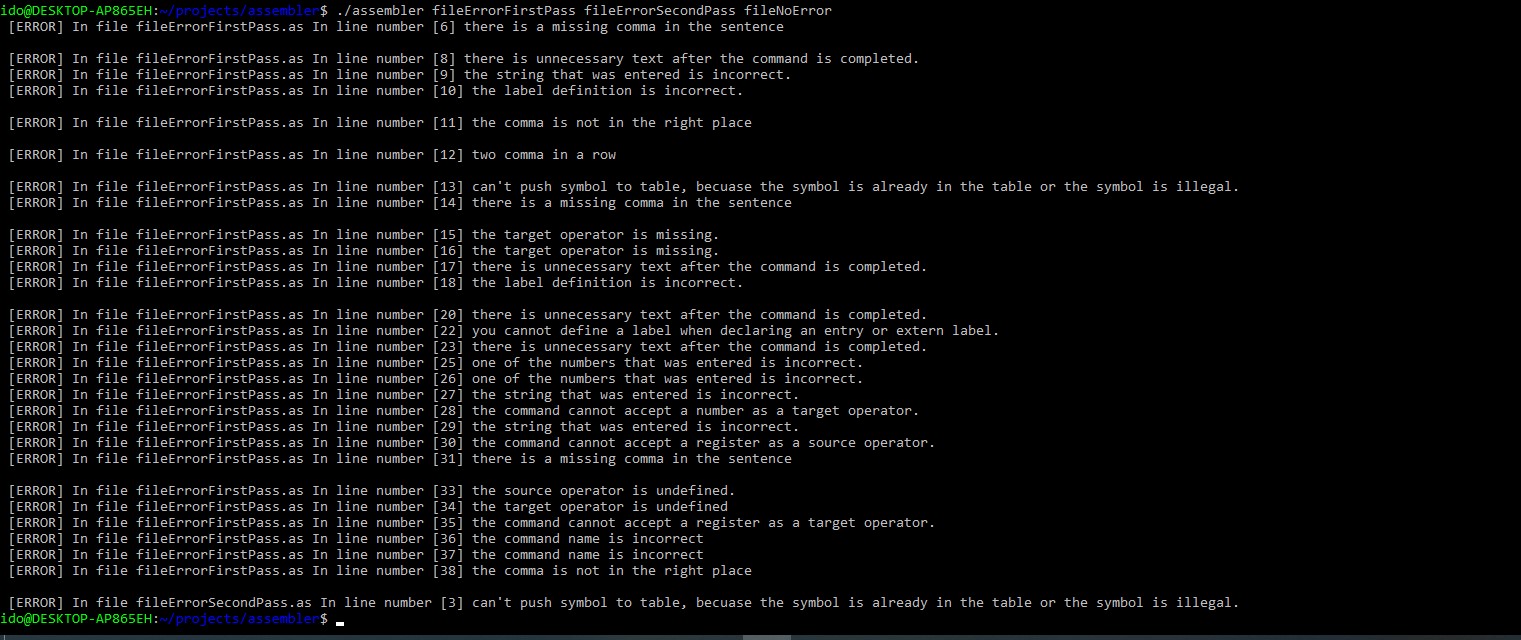 ido@DESKTOP-AP865EH:~/projects/assembler$ ./assembler fileErrorFirstPass fileErrorSecondPass fileNoError
[ERROR] In file fileErrorFirstPass.as In line number [6] there is a missing comma in the sentence
[ERROR] In file fileErrorFirstPass.as In line number [8] there is unnecessary text after the command is completed.
[ERROR] In file fileErrorFirstPass.as In line number [9] the string that was entered is incorrect.
[ERROR] In file fileErrorFirstPass.as In line number [10] the label definition is incorrect.
[ERROR] In file fileErrorFirstPass.as In line number [11] the comma is not in the right place
[ERROR] In file fileErrorFirstPass.as In line number [12] two comma in a row
[ERROR] In file fileErrorFirstPass.as In line number [13] can't push symbol to table, becuase the symbol is already in the table or the symbol is illegal.
[ERROR] In file fileErrorFirstPass.as In line number [14] there is a missing comma in the sentence
[ERROR] In file fileErrorFirstPass.as In line number [15] the target operator is missing.
[ERROR] In file fileErrorFirstPass.as In line number [16] the target operator is missing.
[ERROR] In file fileErrorFirstPass.as In line number [17] there is unnecessary text after the command is completed.
[ERROR] In file fileErrorFirstPass.as In line number [18] the label definition is incorrect.
[ERROR] In file fileErrorFirstPass.as In line number [20] there is unnecessary text after the command is completed.
[ERROR] In file fileErrorFirstPass.as In line number [22] you cannot define a label when declaring an entry or extern label.
[ERROR] In file fileErrorFirstPass.as In line number [23] there is unnecessary text after the command is completed.
[ERROR] In file fileErrorFirstPass.as In line number [25] one of the numbers that was entered is incorrect.
[ERROR] In file fileErrorFirstPass.as In line number [26] one of the numbers that was entered is incorrect.
[ERROR] In file fileErrorFirstPass.as In line number [27] the string that was entered is incorrect.
[ERROR] In file fileErrorFirstPass.as In line number [28] the command cannot accept a number as a target operator.
[ERROR] In file fileErrorFirstPass.as In line number [29] the string that was entered is incorrect.
[ERROR] In file fileErrorFirstPass.as In line number [30] the command cannot accept a register as a source operator.
[ERROR] In file fileErrorFirstPass.as In line number [31] there is a missing comma in the sentence
[ERROR] In file fileErrorFirstPass.as In line number [33] the source operator is undefined.
[ERROR] In file fileErrorFirstPass.as In line number [34] the target operator is undefined
[ERROR] In file fileErrorFirstPass.as In line number [35] the command cannot accept a register as a target operator.
[ERROR] In file fileErrorFirstPass.as In line number [36] the command name is incorrect
[ERROR] In file fileErrorFirstPass.as In line number [37] the command name is incorrect
[ERROR] In file fileErrorFirstPass.as In line number [38] the comma is not in the right place
[ERROR] In file fileErrorSecondPass.as In line number [3] can't push symbol to table, becuase the symbol is already in the table or the symbol is illegal.
ido@DESKTOP-AP865EH:~/projects/assembler$